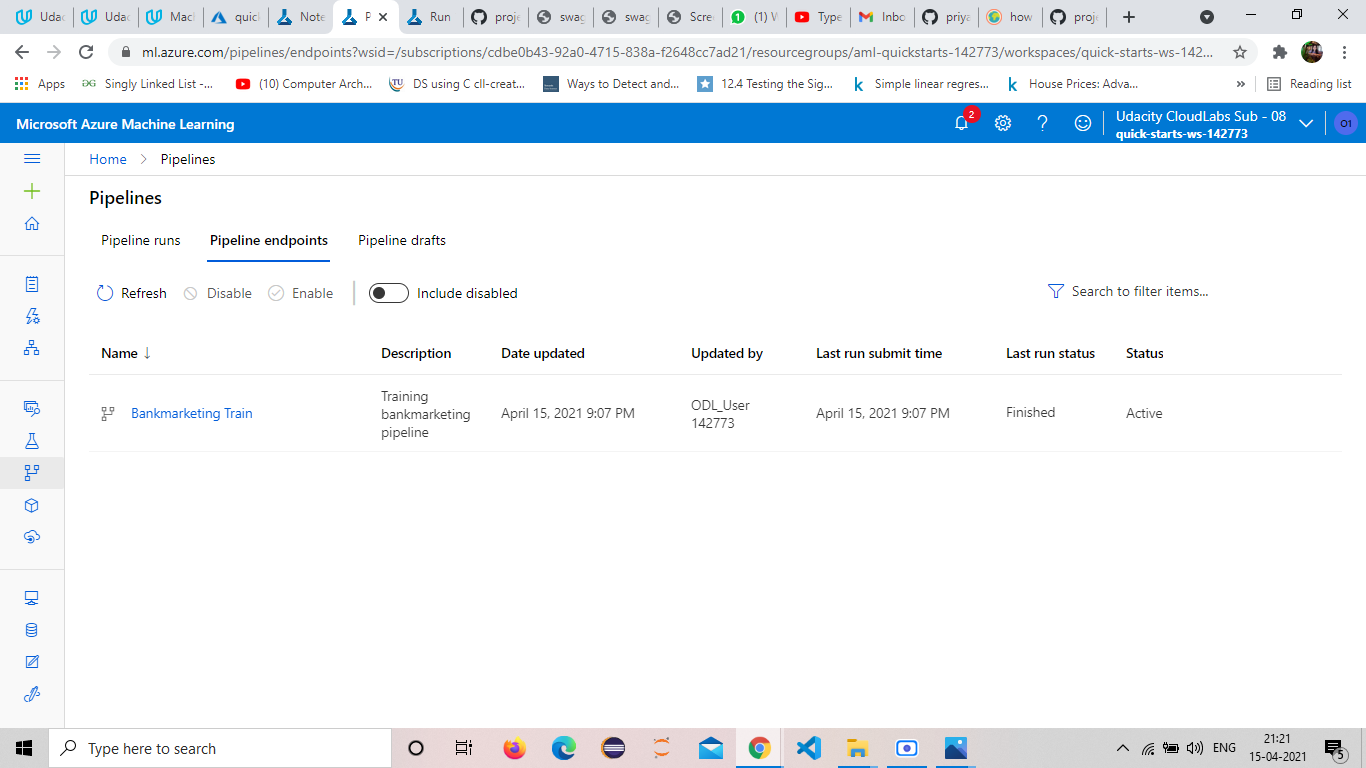 Udac
Udac
Mac
quic
Note
P
Run
proje
swag
swag
Scree
(1) W
Type
Inbo
priya
how
proje
ml.azure.com/pipelines/endpoints?wsid=/subscriptions/cdbe0b43-92a0-4715-838a-f2648cc7ad21/resourcegroups/aml-quickstarts-142773/workspaces/quick-starts-ws-142...
Apps
Singly Linked List -...
(10) Computer Arch...
DS using C cll-creat...
Ways to Detect and...
12.4 Testing the Sig...
Simple linear regres...
House Prices: Adva...
»
Reading list
Microsoft Azure Machine Learning
2
Udacity CloudLabs Sub - 08
quick-starts-ws-142773
O1
Home
Pipelines
Pipelines
Pipeline runs
Pipeline endpoints
Pipeline drafts
Refresh
Disable
Enable
Include disabled
Search to filter items...
Name ↓
Description
Date updated
Updated by
Last run submit time
Last run status
Status
Bankmarketing Train
Training
bankmarketing
pipeline
April 15, 2021 9:07 PM
ODL_User
142773
April 15, 2021 9:07 PM
Finished
Active
Type here to search
ENG
21:21
15-04-2021
5